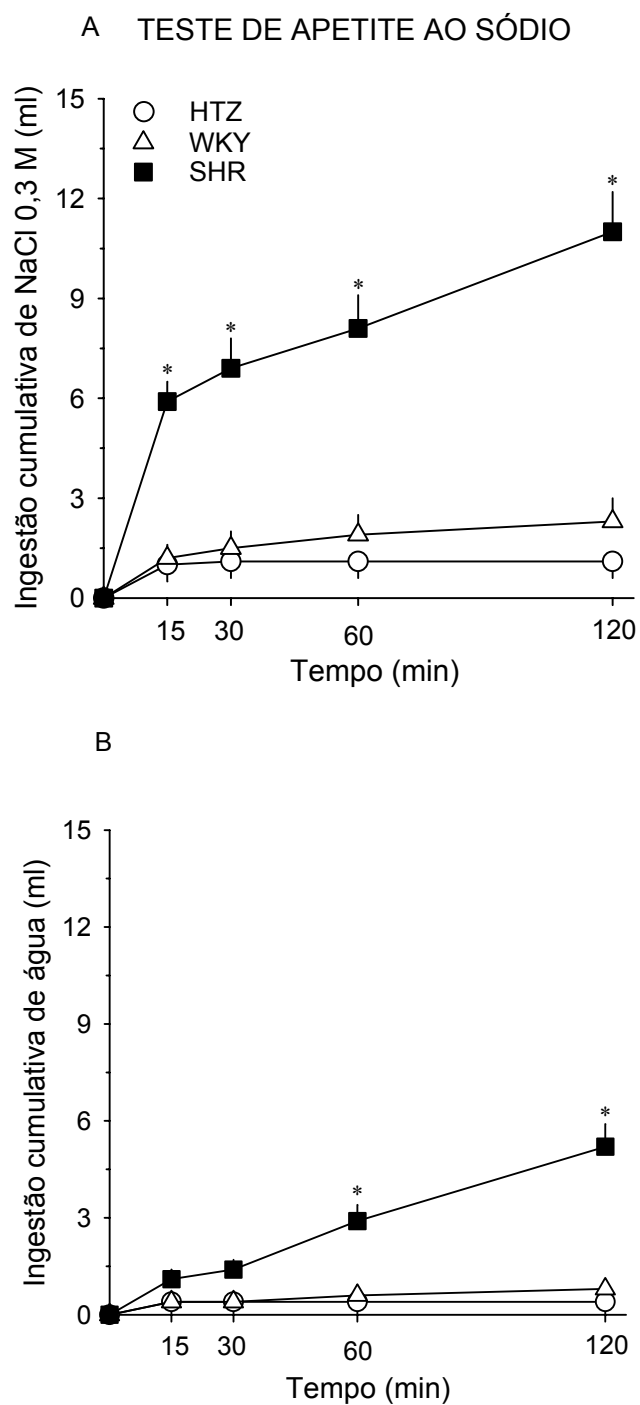 A TESTE DE APETITE AO SÓDIO
Ingestão cumulativa de NaCl 0,3 M (ml)
15
12
9
6
3
0
HTZ
WKY
SHR
*
*
*
*
15 30 60 120
Tempo (min)
B
Ingestão cumulativa de água (ml)
15
12
9
6
3
0
*
*
15 30 60 120
Tempo (min)